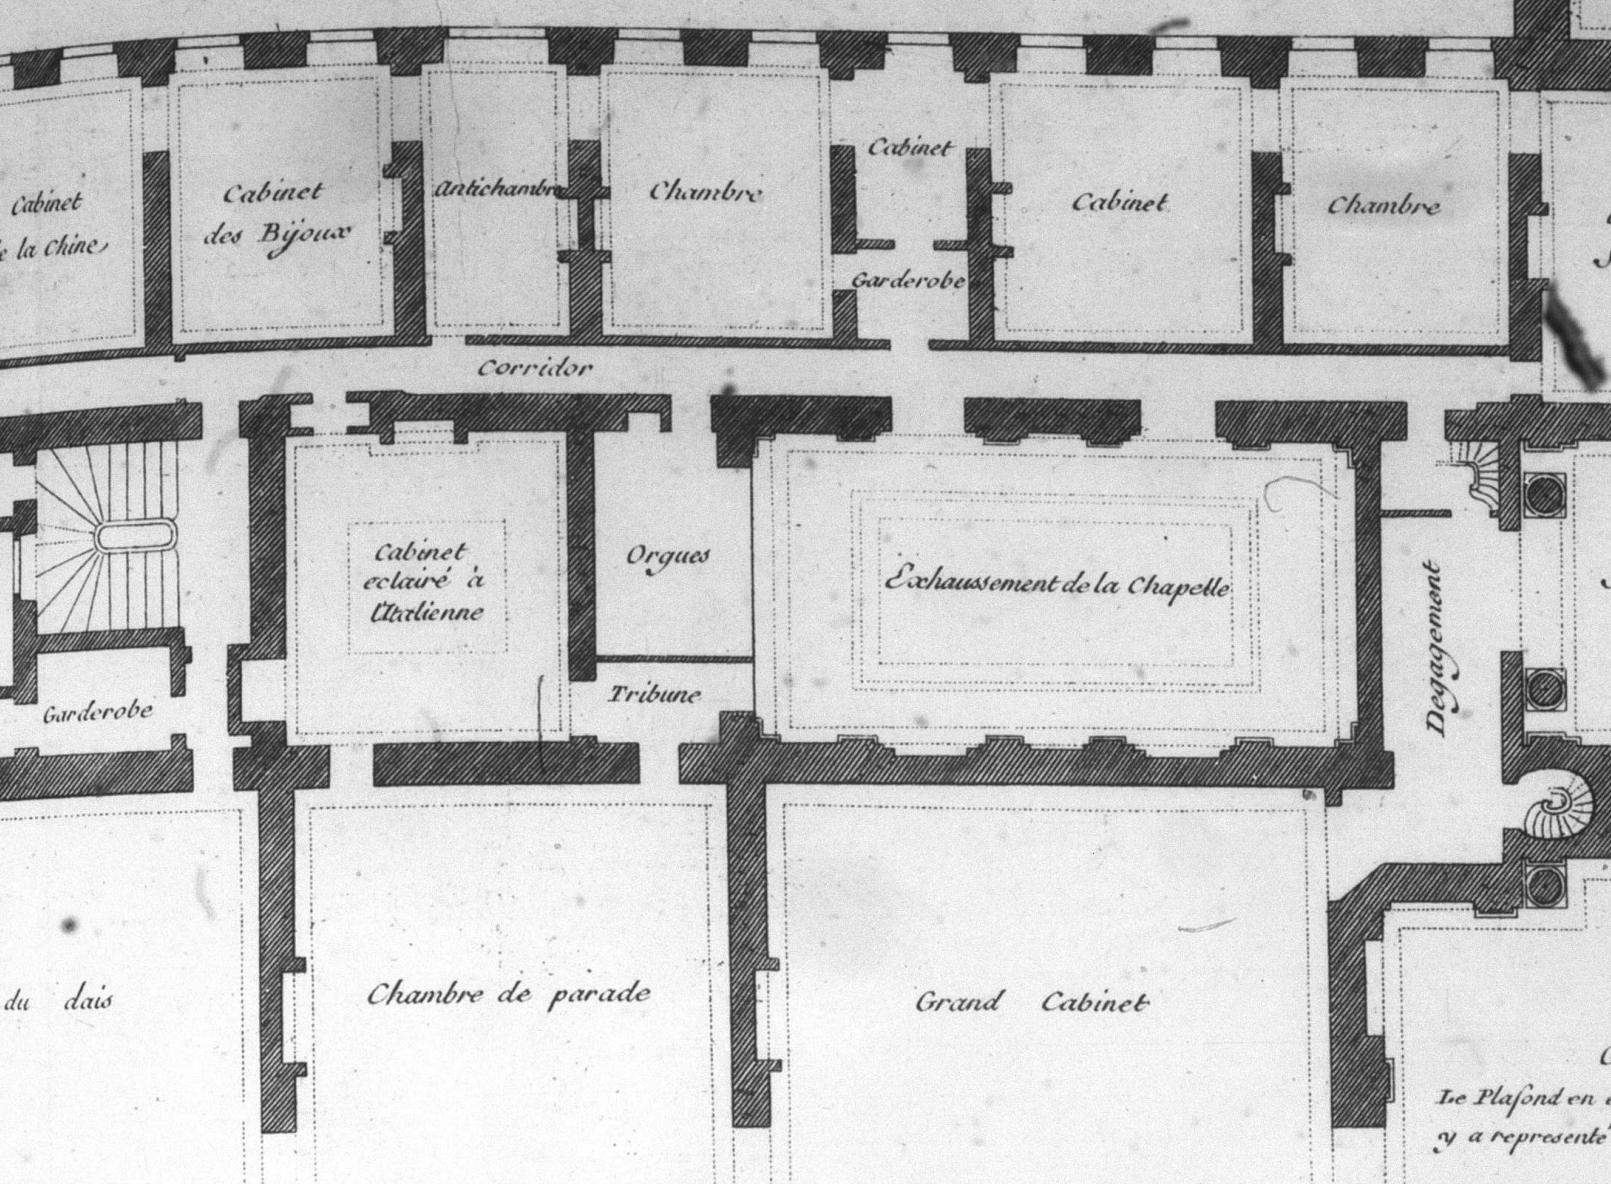 Cabinet
de la Chine
Cabinet
des Bijoux
Antichambre
Chambre
Cabinet
Garderobe
Cabinet
Chambre
Corridor
Cabinet
eclairé à
l'Italienne
Orgues
Exhaussement de la Chapelle
Degagement
Tribune
Garderobe
du dais
Chambre de parade
Grand Cabinet
Le Plafond en
y a representé